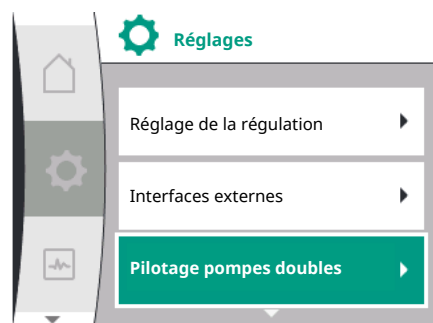 Réglages
Réglage de la régulation
Interfaces externes
Pilotage pompes doubles